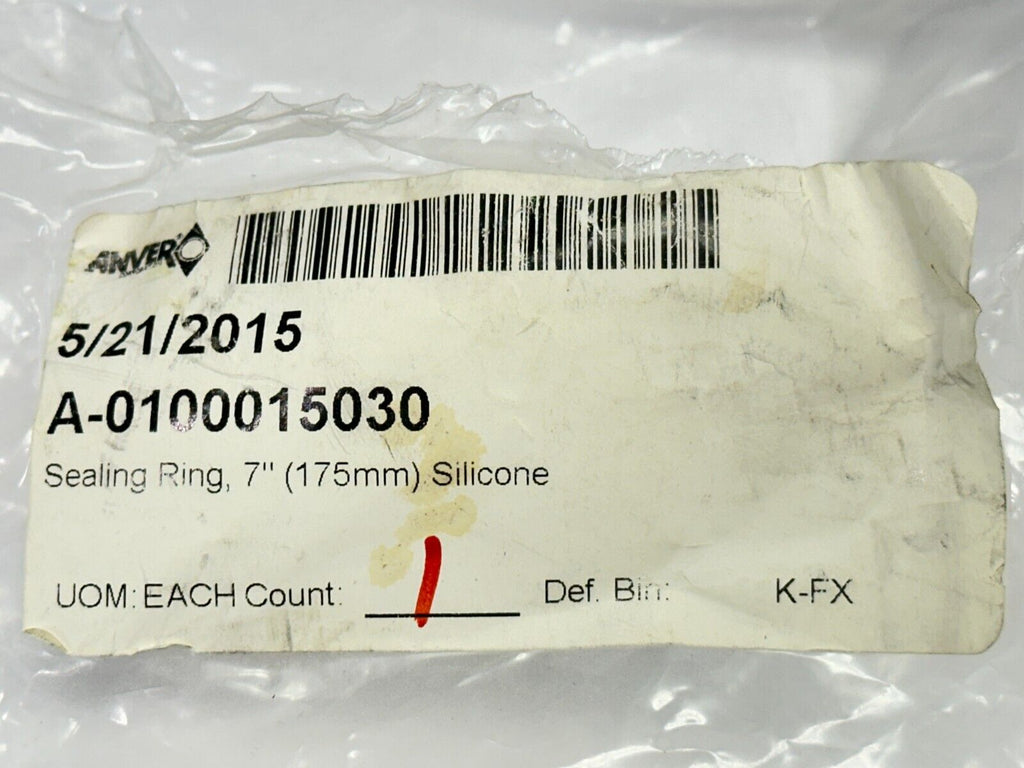 ANVER
5/21/2015
A-0100015030
Sealing Ring, 7" (175mm) Silicone
UOM: EACH Count: 1 Def. Bin: K-FX